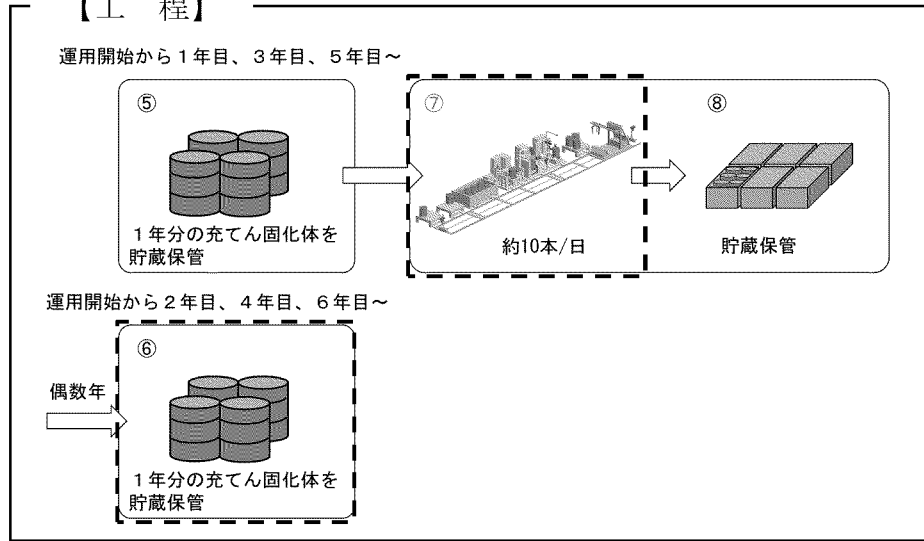 【工　程】
運用開始から１年目、３年目、５年目～
⑤
１年分の充てん固化体を
貯蔵保管
⑦
約10本/日
⑧
貯蔵保管
運用開始から２年目、４年目、６年目～
偶数年
⑥
１年分の充てん固化体を
貯蔵保管